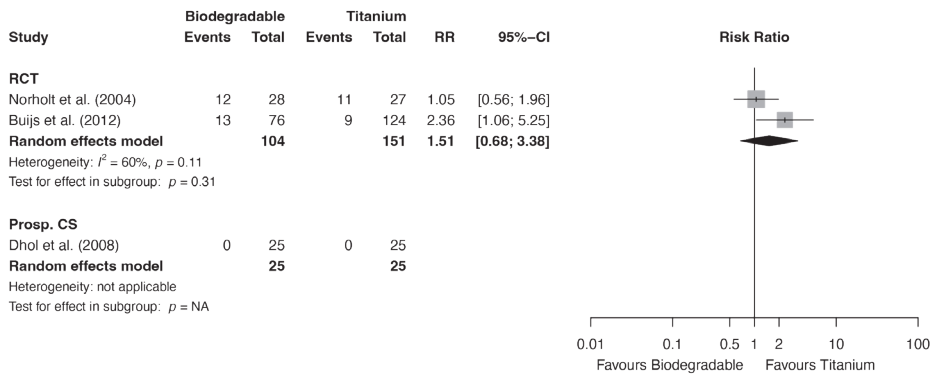 Biodegradable Titanium
Study Events Total Events Total RR 95%−CI Risk Ratio
RCT
Norholt et al. (2004) 12 28 11 27 1.05 [0.56; 1.96]
Buijs et al. (2012) 13 76 9 124 2.36 [1.06; 5.25]
Random effects model 104 151 1.51 [0.68; 3.38]
Heterogeneity: I² = 60%, p = 0.11
Test for effect in subgroup: p = 0.31
Prosp. CS
Dhol et al. (2008) 0 25 0 25
Random effects model 25 25
Heterogeneity: not applicable
Test for effect in subgroup: p = NA
0.01 0.1 0.5 1 2 10 100
Favours Biodegradable Favours Titanium